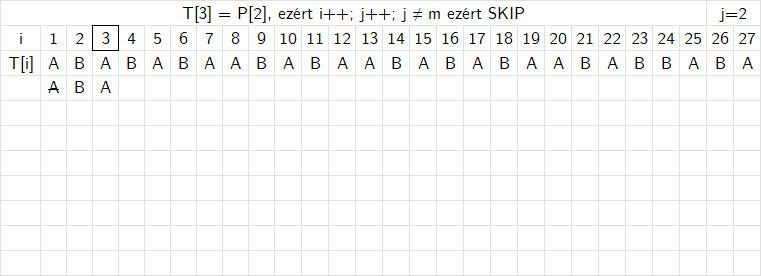 T[3] = P[2], ezért i++; j++; j ≠ m ezért SKIP j=2
i 1 2 3 4 5 6 7 8 9 10 11 12 13 14 15 16 17 18 19 20 21 22 23 24 25 26 27
T[i] A B A B A B A A B A B A A B A B A B A A B A B B A B A
A B A